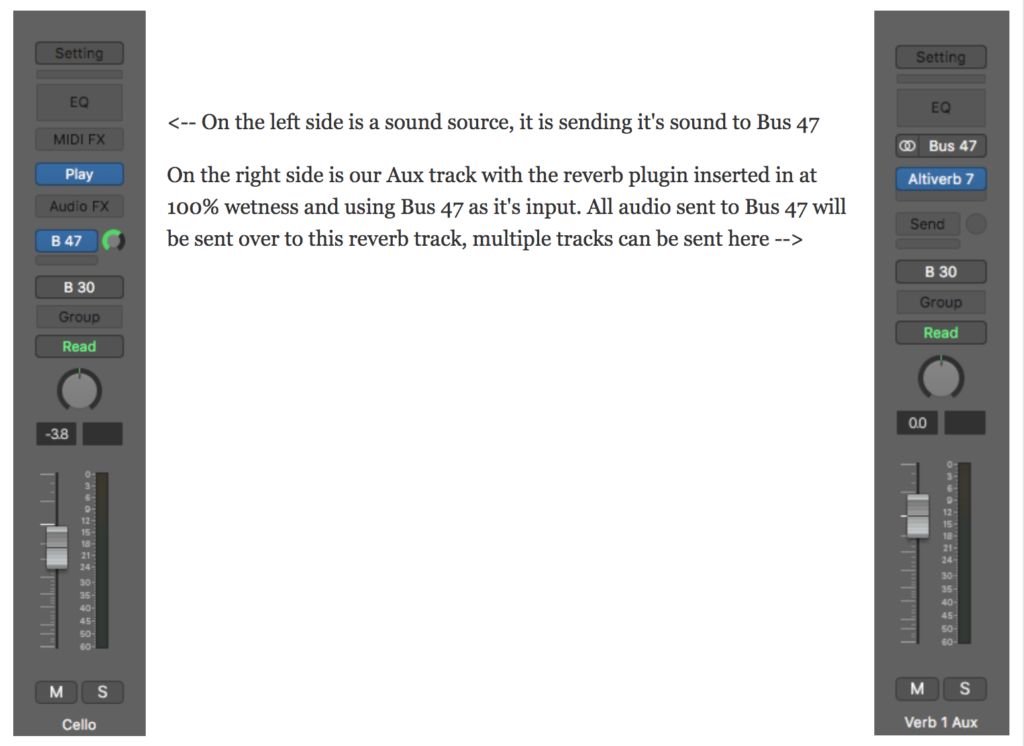 Setting
EQ
MIDI FX
Play
Audio FX
B 47
B 30
Group
Read
-3.8
0-
3-
6-
9-
12-
15-
18-
21-
24-
30-
35-
40-
45-
50-
60-
M S
Cello
<-- On the left side is a sound source, it is sending it's sound to Bus 47
On the right side is our Aux track with the reverb plugin inserted in at
100% wetness and using Bus 47 as it's input. All audio sent to Bus 47 will
be sent over to this reverb track, multiple tracks can be sent here -->
Setting
EQ
Bus 47
Altiverb 7
Send
B 30
Group
Read
0.0
0-
3-
6-
9-
12-
15-
18-
21-
24-
30-
35-
40-
45-
50-
60-
M S
Verb 1 Aux